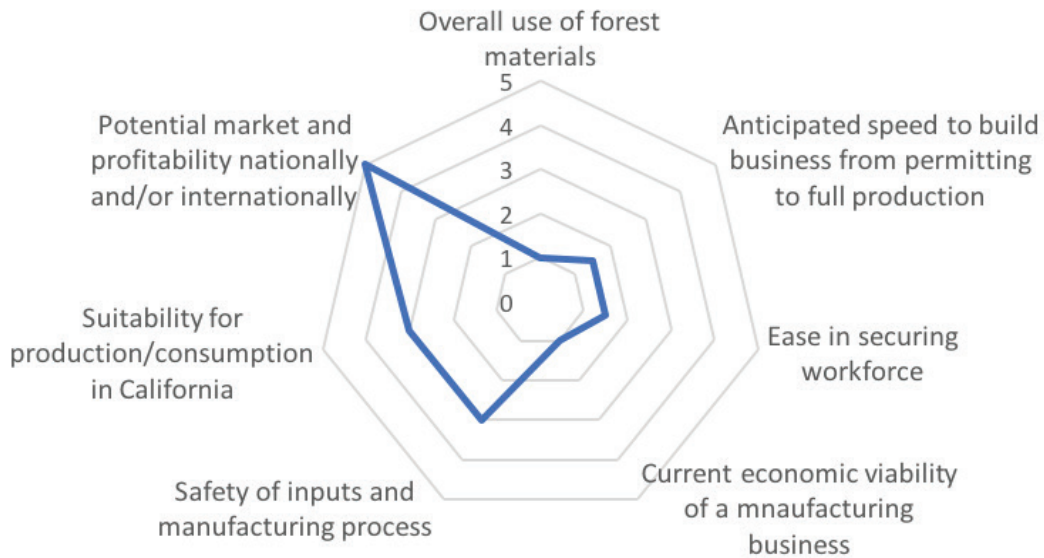 Overall use of forest
materials
5
4
3
2
1
0
Anticipated speed to build
business from permitting
to full production
Ease in securing
workforce
Current economic viability
of a mnaufacturing
business
Safety of inputs and
manufacturing process
Suitability for
production/consumption
in California
Potential market and
profitability nationally
and/or internationally